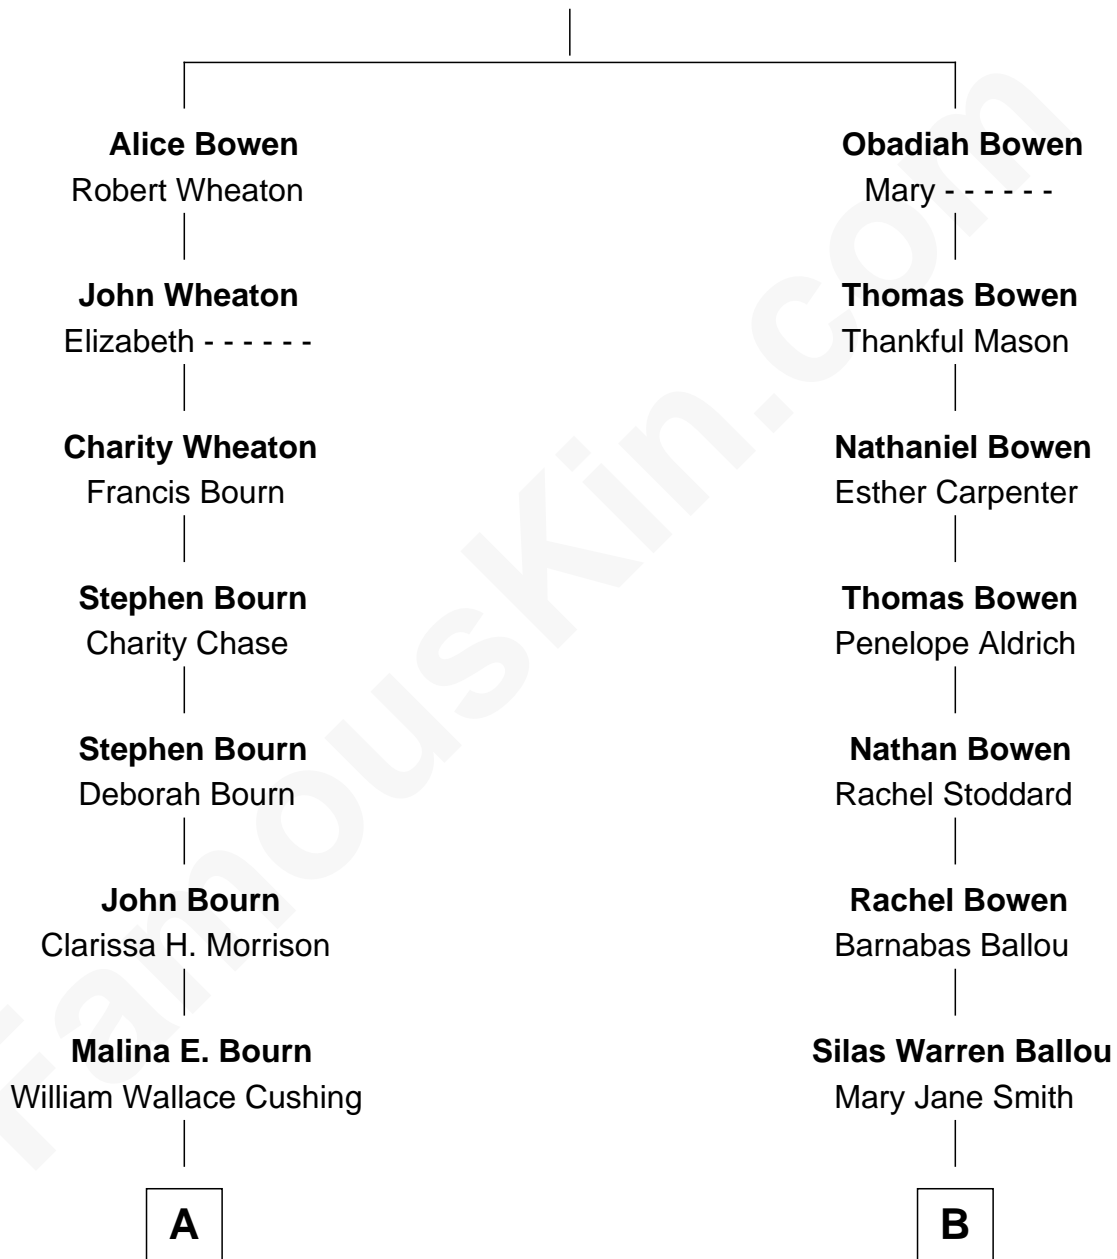 Alice Bowen
Robert Wheaton
John Wheaton
Elizabeth - - - - - -
Charity Wheaton
Francis Bourn
Stephen Bourn
Charity Chase
Stephen Bourn
Deborah Bourn
John Bourn
Clarissa H. Morrison
Malina E. Bourn
William Wallace Cushing
A
Obadiah Bowen
Mary - - - - - -
Thomas Bowen
Thankful Mason
Nathaniel Bowen
Esther Carpenter
Thomas Bowen
Penelope Aldrich
Nathan Bowen
Rachel Stoddard
Rachel Bowen
Barnabas Ballou
Silas Warren Ballou
Mary Jane Smith
B
FamousKin.com